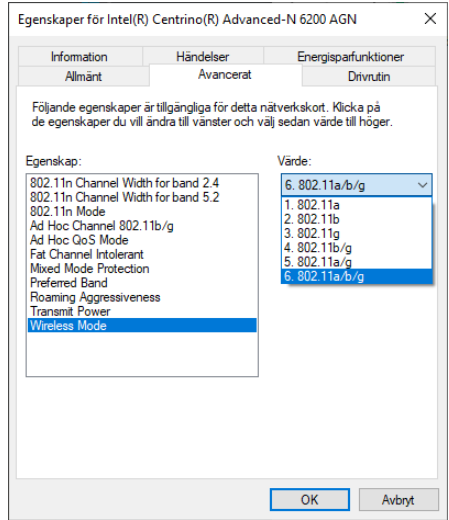 Egenskaper för Intel(R) Centrino(R) Advanced-N 6200 AGN
Information Händelser Energisparfunktioner
Allmänt Avancerat Drivrutin
Följande egenskaper är tillgängliga för detta nätverkskort. Klicka på
de egenskaper du vill ändra till vänster och välj sedan värde till höger.
Egenskap:
802.11n Channel Width for band 2.4
802.11n Channel Width for band 5.2
802.11n Mode
Ad Hoc Channel 802.11b/g
Ad Hoc QoS Mode
Fat Channel Intolerant
Mixed Mode Protection
Preferred Band
Roaming Aggressiveness
Transmit Power
Wireless Mode
Värde:
6. 802.11a/b/g
1. 802.11a
2. 802.11b
3. 802.11g
4. 802.11b/g
5. 802.11a/g
6. 802.11a/b/g
OK Avbryt